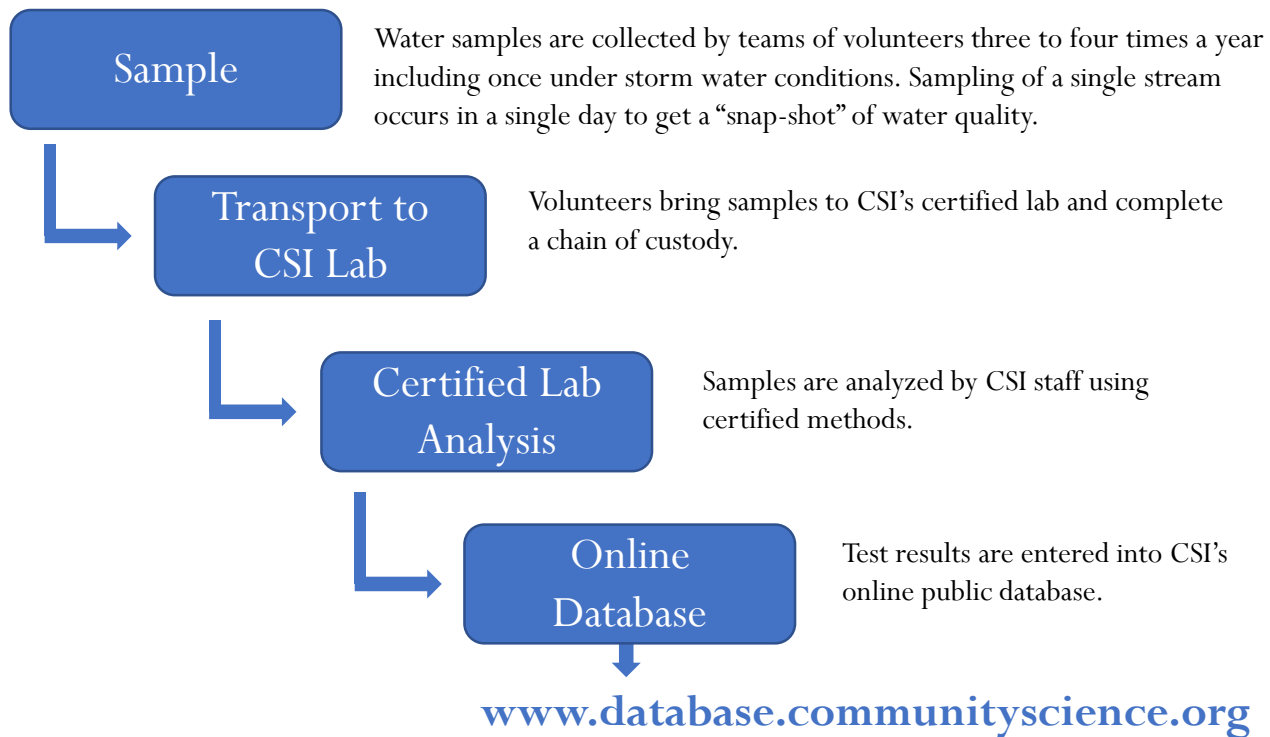 Sample
Water samples are collected by teams of volunteers three to four times a year
including once under storm water conditions. Sampling of a single stream
occurs in a single day to get a “snap-shot” of water quality.
Transport to
CSI Lab
Volunteers bring samples to CSI’s certified lab and complete
a chain of custody.
Certified Lab
Analysis
Samples are analyzed by CSI staff using
certified methods.
Online
Database
Test results are entered into CSI’s
online public database.
www.database.communityscience.org